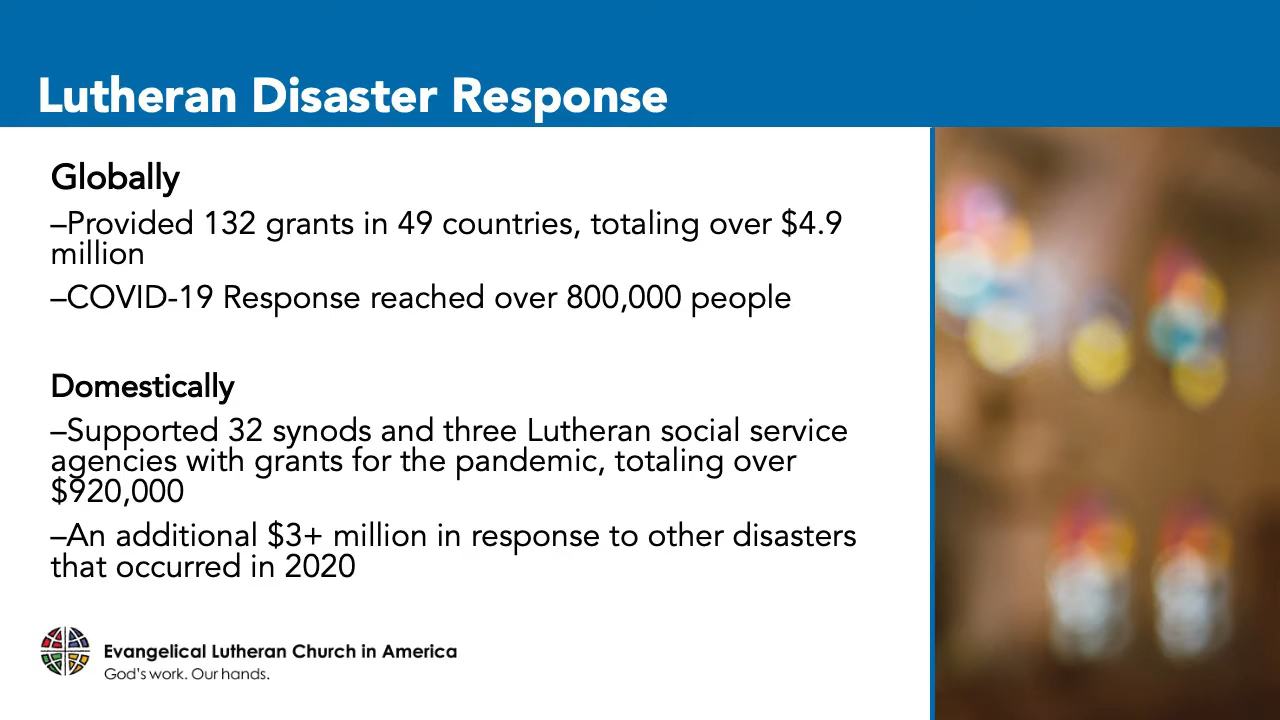 Lutheran Disaster Response
Globally
–Provided 132 grants in 49 countries, totaling over $4.9
million
–COVID-19 Response reached over 800,000 people
Domestically
–Supported 32 synods and three Lutheran social service
agencies with grants for the pandemic, totaling over
$920,000
–An additional $3+ million in response to other disasters
that occurred in 2020
Evangelical Lutheran Church in America
God's work. Our hands.